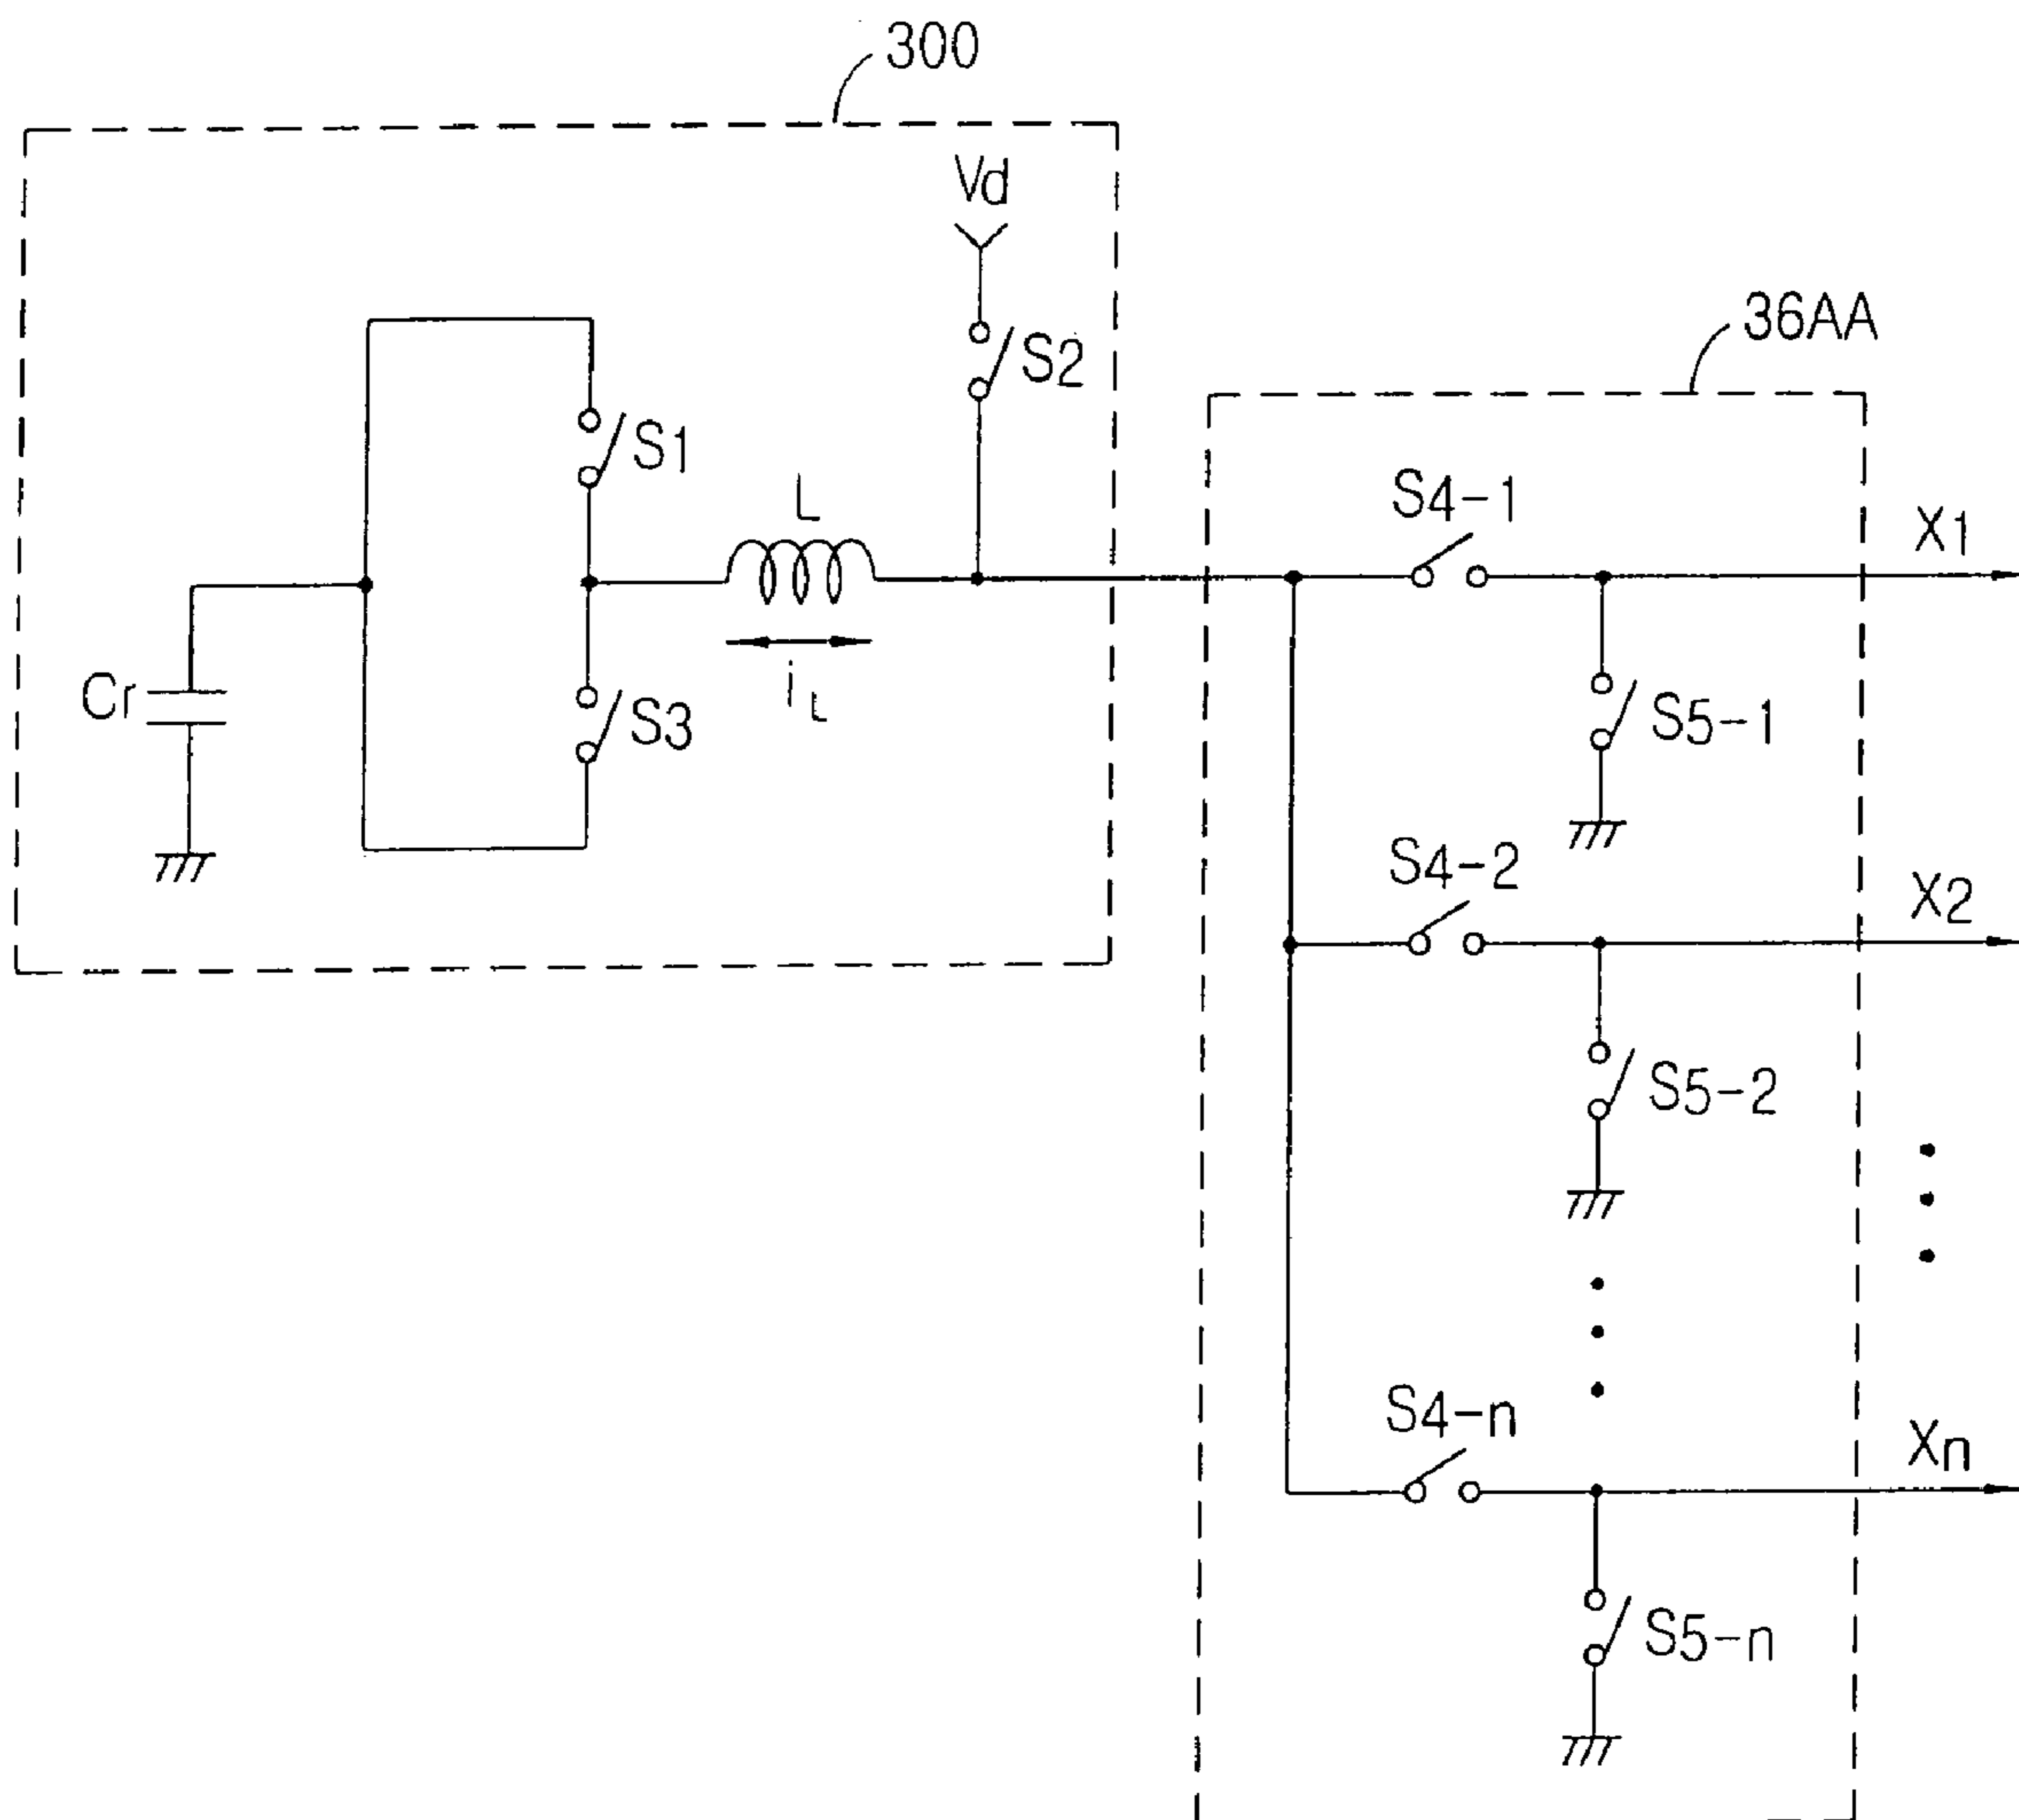 300
Vd
S2
36AA
S1
L
S4-1
X1
Cr
iL
S3
S5-1
S4-2
X2
S5-2
S4-n
Xn
S5-n